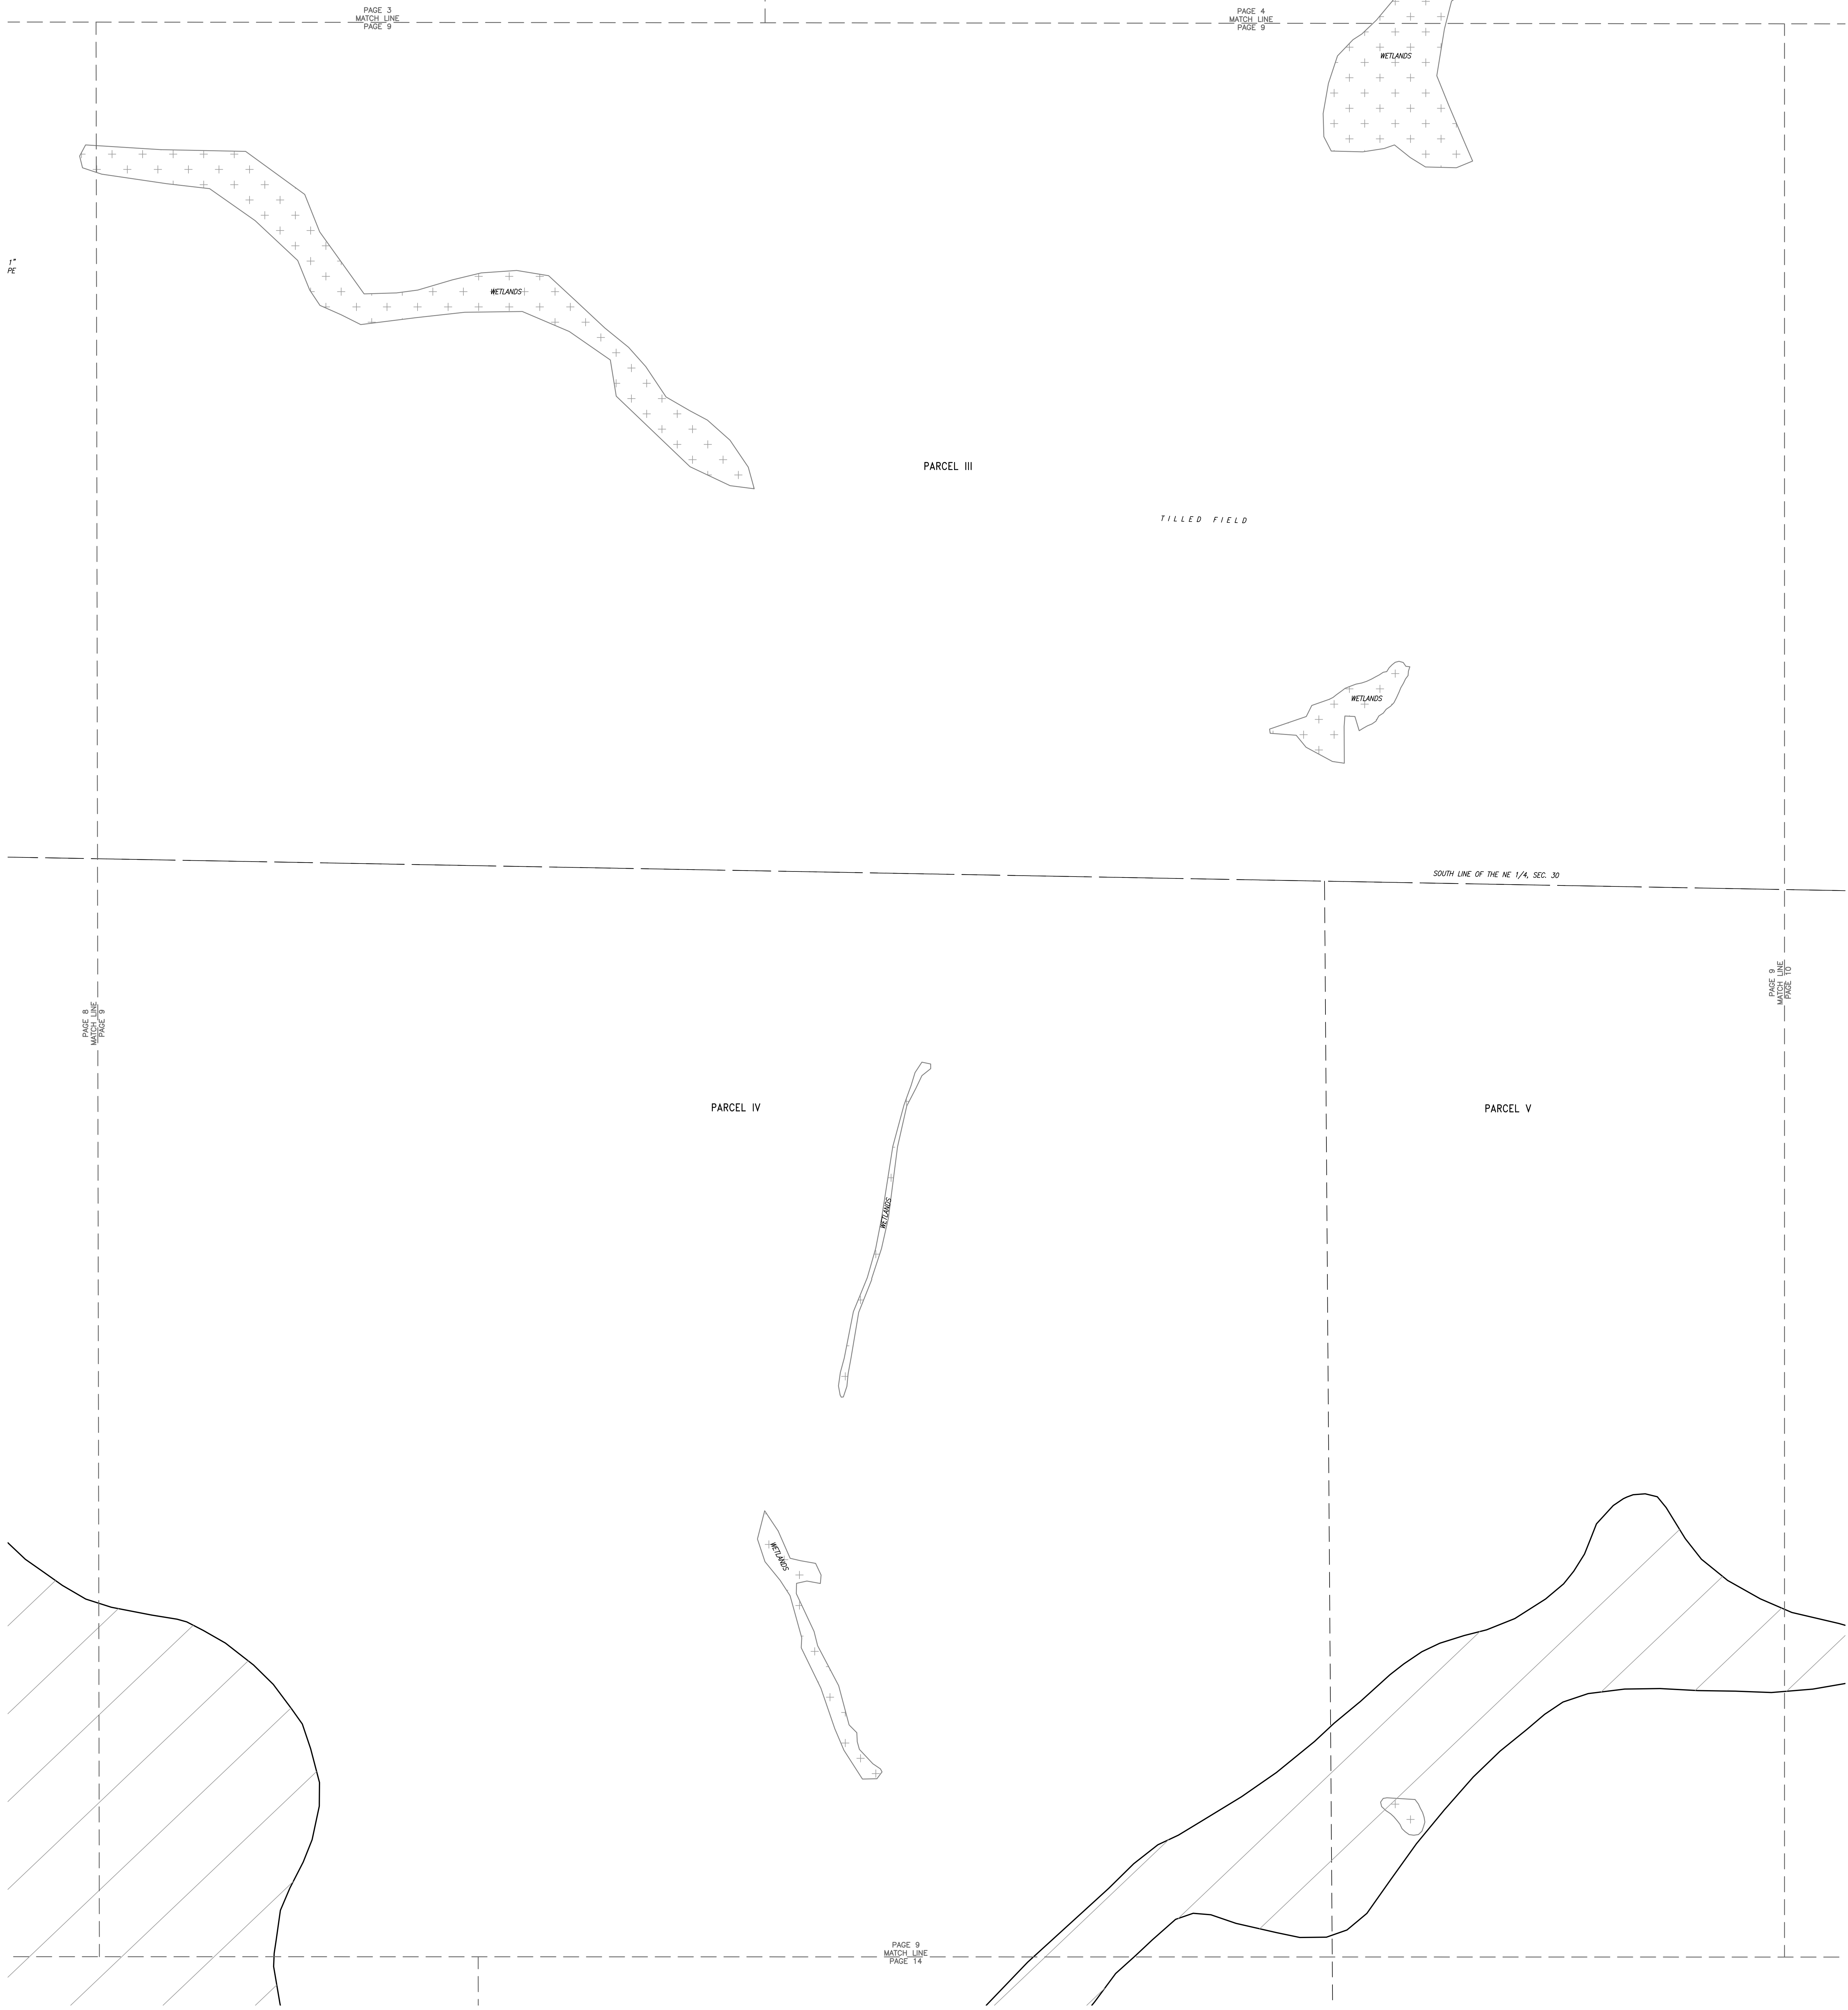 PAGE 3
MATCH LINE
PAGE 9
PAGE 4
MATCH LINE
PAGE 9
WETLANDS
1"
PE
WETLANDS
PARCEL III
TILLED FIELD
WETLANDS
SOUTH LINE OF THE NE 1/4, SEC. 30
PAGE 8
MATCH LINE
PAGE 9
PAGE 9
MATCH LINE
PAGE 10
PARCEL IV
PARCEL V
WETLANDS
WETLANDS
PAGE 9
MATCH LINE
PAGE 14